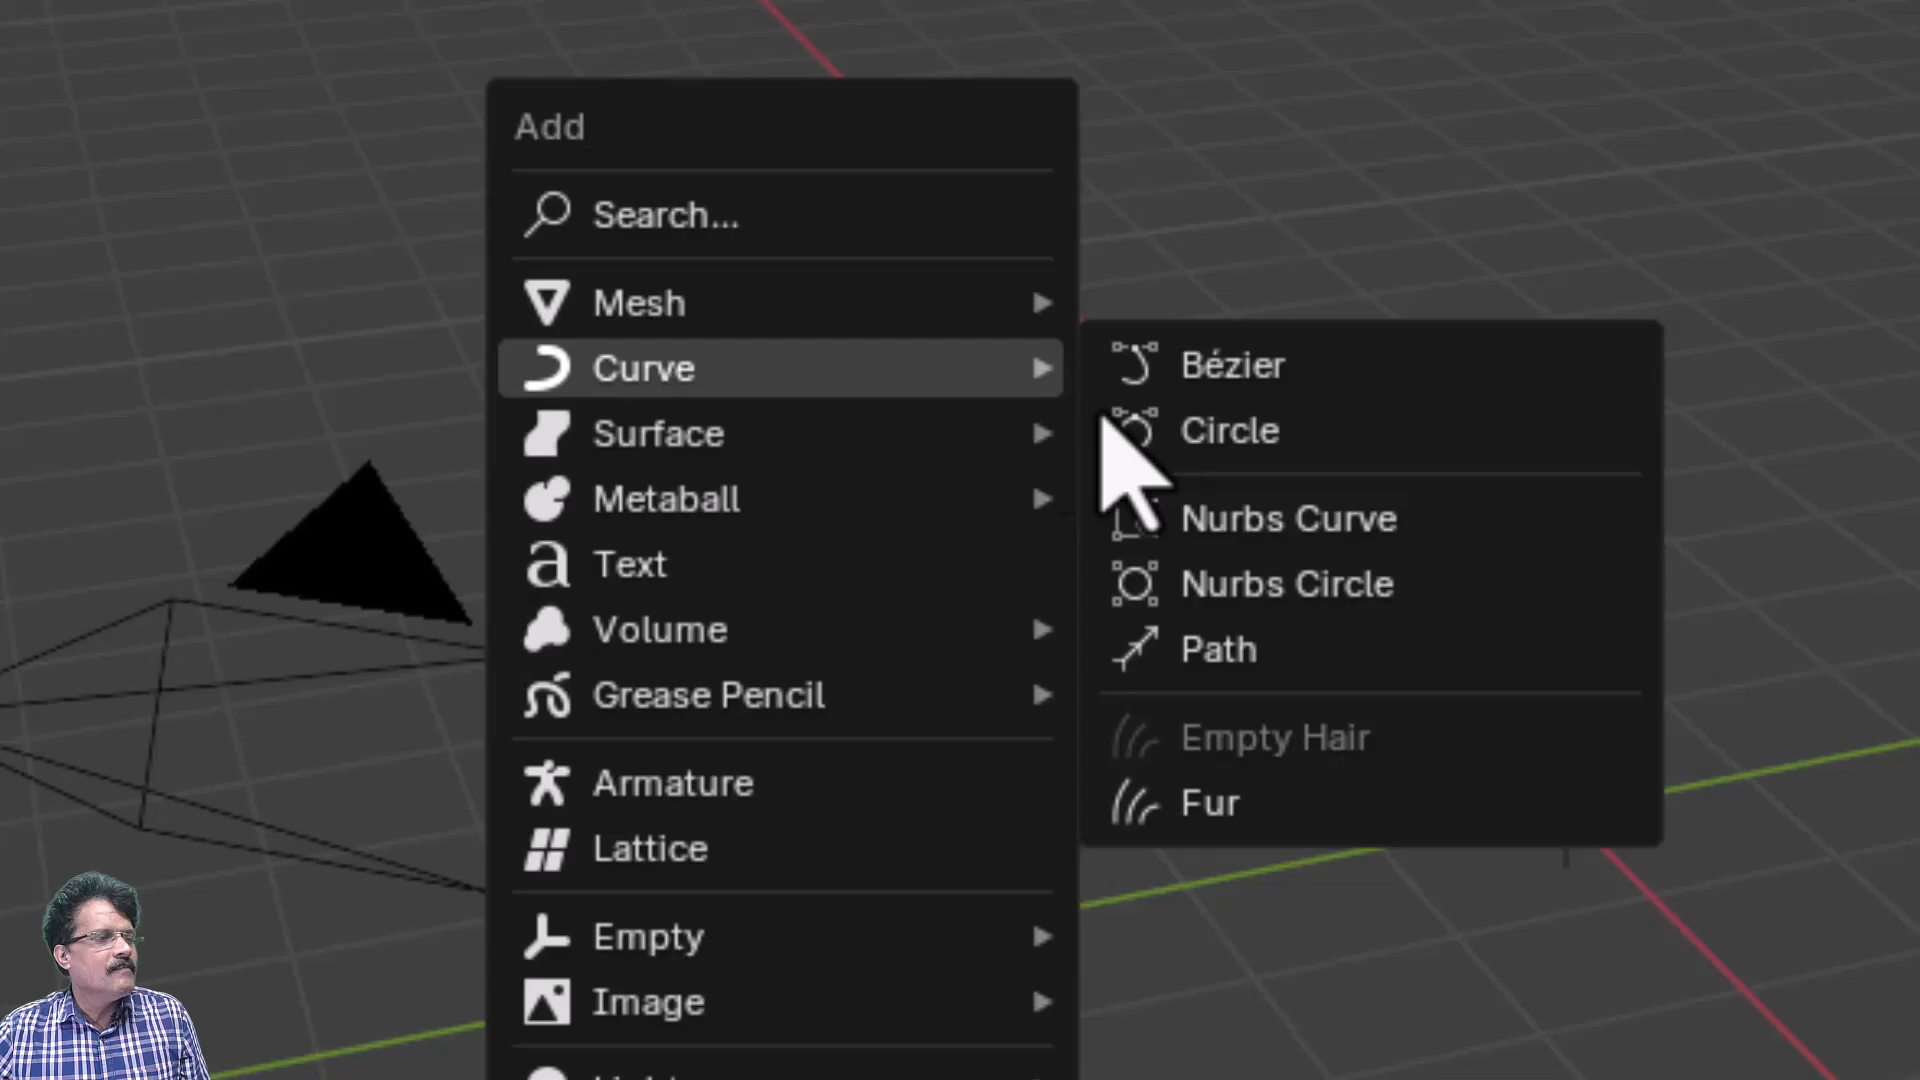 Add
Search...
Mesh
Curve
Surface
Metaball
Text
Volume
Grease Pencil
Armature
Lattice
Empty
Image
Bézier
Circle
Nurbs Curve
Nurbs Circle
Path
Empty Hair
Fur